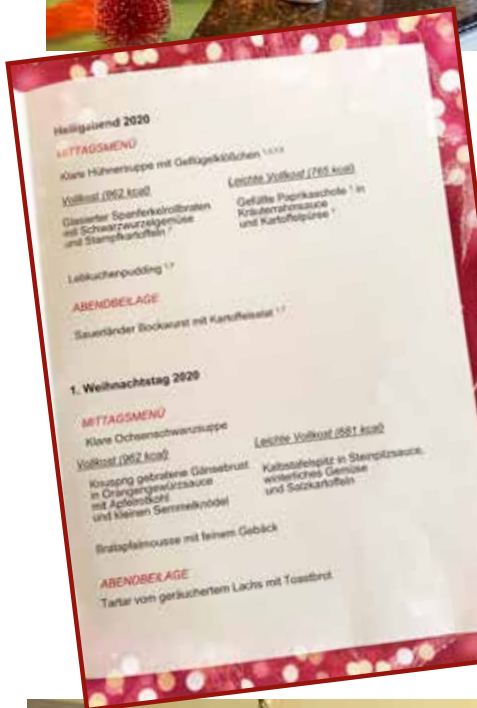 Heiligabend 2020
MITTAGSMENÜ
Klare Hühnersuppe mit Geflügelklößchen
Vollkost (962 kcal)
Glasierter Spanferkelrollbraten
mit Schwarzwurzelgemüse
und Stampfkartoffeln
Leichte Vollkost (765 kcal)
Gefüllte Paprikaschote ¹ in
Kräuterrahmsauce
und Kartoffelpüree
Lebkuchenpudding
ABENDBEILAGE
Sauerländer Bockwurst mit Kartoffelsalat
1. Weihnachtstag 2020
MITTAGSMENÜ
Klare Ochsenschwanzsuppe
Vollkost (962 kcal)
Knusprig gebratene Gänsebrust
in Orangengewürzsauce
mit Apfelrotkohl
und kleinen Semmelknödel
Leichte Vollkost (681 kcal)
Kalbstafelspitz in Steinpilzsauce,
winterliches Gemüse
und Salzkartoffeln
Bratapfelmousse mit feinem Gebäck
ABENDBEILAGE
Tartar vom geräuchertem Lachs mit Toastbrot